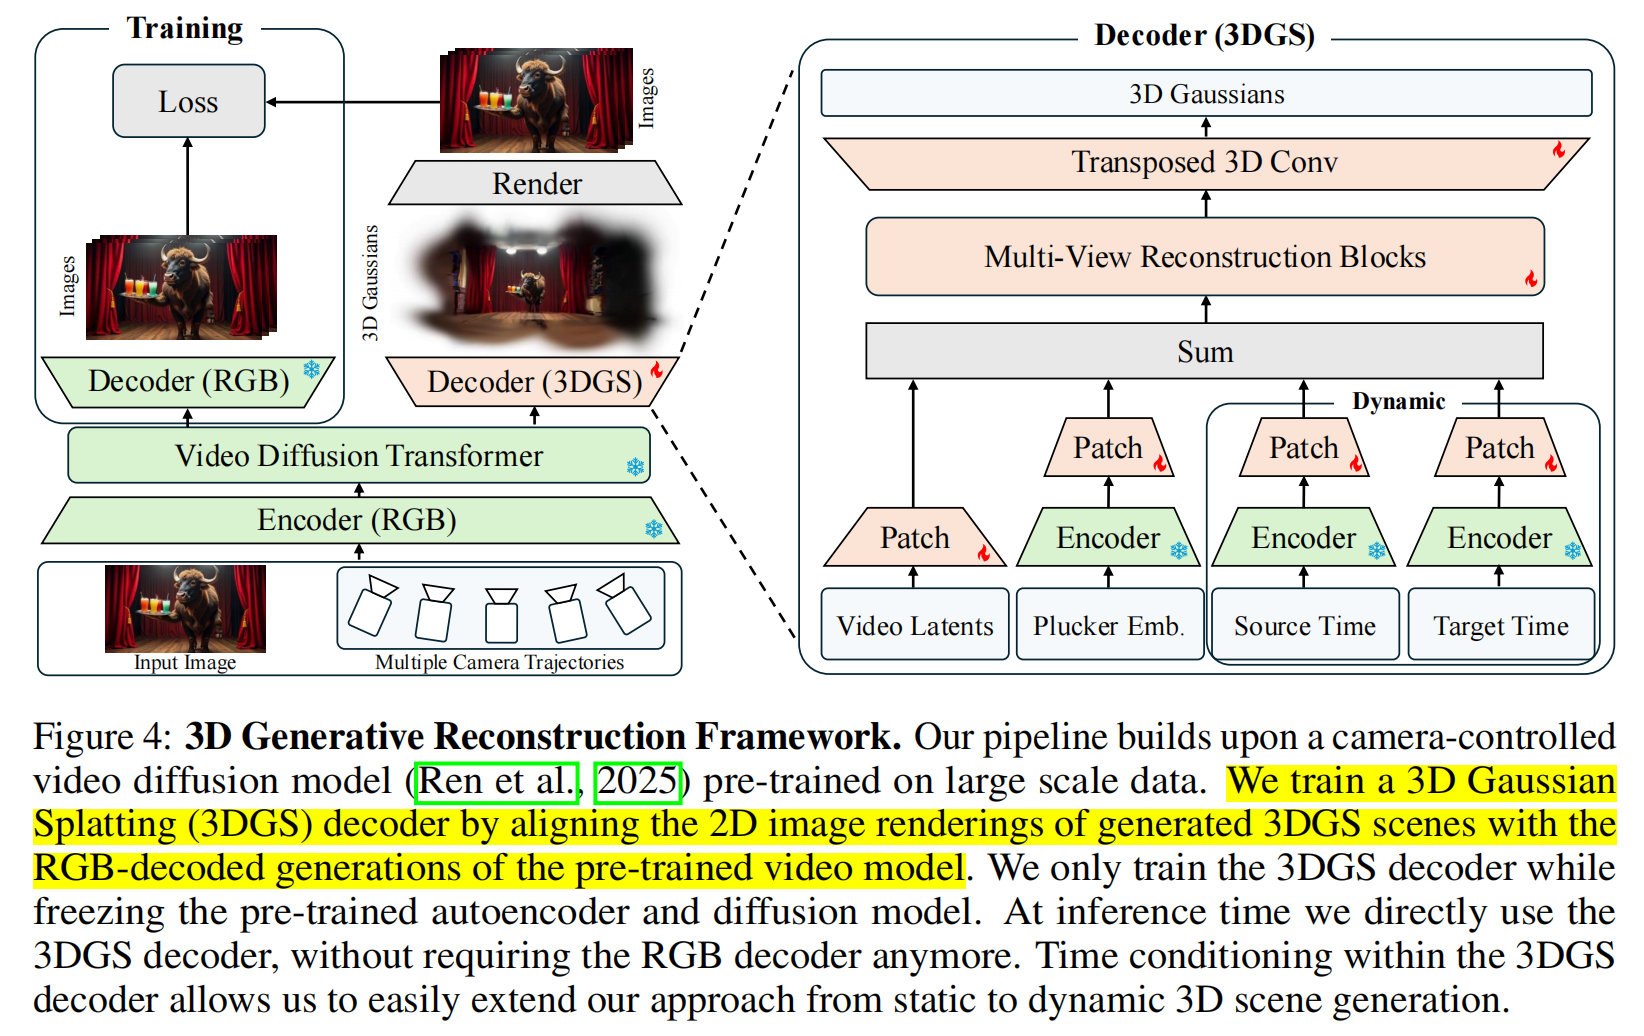 Training
Loss
Images
Images
Render
3D Gaussians
Decoder (RGB)
Decoder (3DGS)
Video Diffusion Transformer
Encoder (RGB)
Input Image
Multiple Camera Trajectories
Decoder (3DGS)
3D Gaussians
Transposed 3D Conv
Multi-View Reconstruction Blocks
Sum
Dynamic
Patch
Patch
Patch
Patch
Encoder
Encoder
Encoder
Video Latents
Plucker Emb.
Source Time
Target Time
Figure 4: 3D Generative Reconstruction Framework. Our pipeline builds upon a camera-controlled
video diffusion model (Ren et al., 2025) pre-trained on large scale data. We train a 3D Gaussian
Splatting (3DGS) decoder by aligning the 2D image renderings of generated 3DGS scenes with the
RGB-decoded generations of the pre-trained video model. We only train the 3DGS decoder while
freezing the pre-trained autoencoder and diffusion model. At inference time we directly use the
3DGS decoder, without requiring the RGB decoder anymore. Time conditioning within the 3DGS
decoder allows us to easily extend our approach from static to dynamic 3D scene generation.